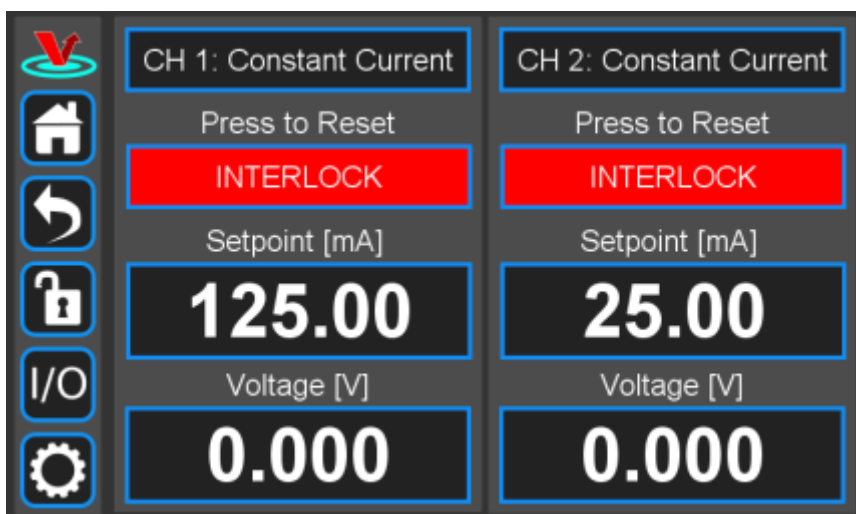 CH 1: Constant Current
Press to Reset
INTERLOCK
Setpoint [mA]
125.00
Voltage [V]
0.000
CH 2: Constant Current
Press to Reset
INTERLOCK
Setpoint [mA]
25.00
Voltage [V]
0.000
I/O